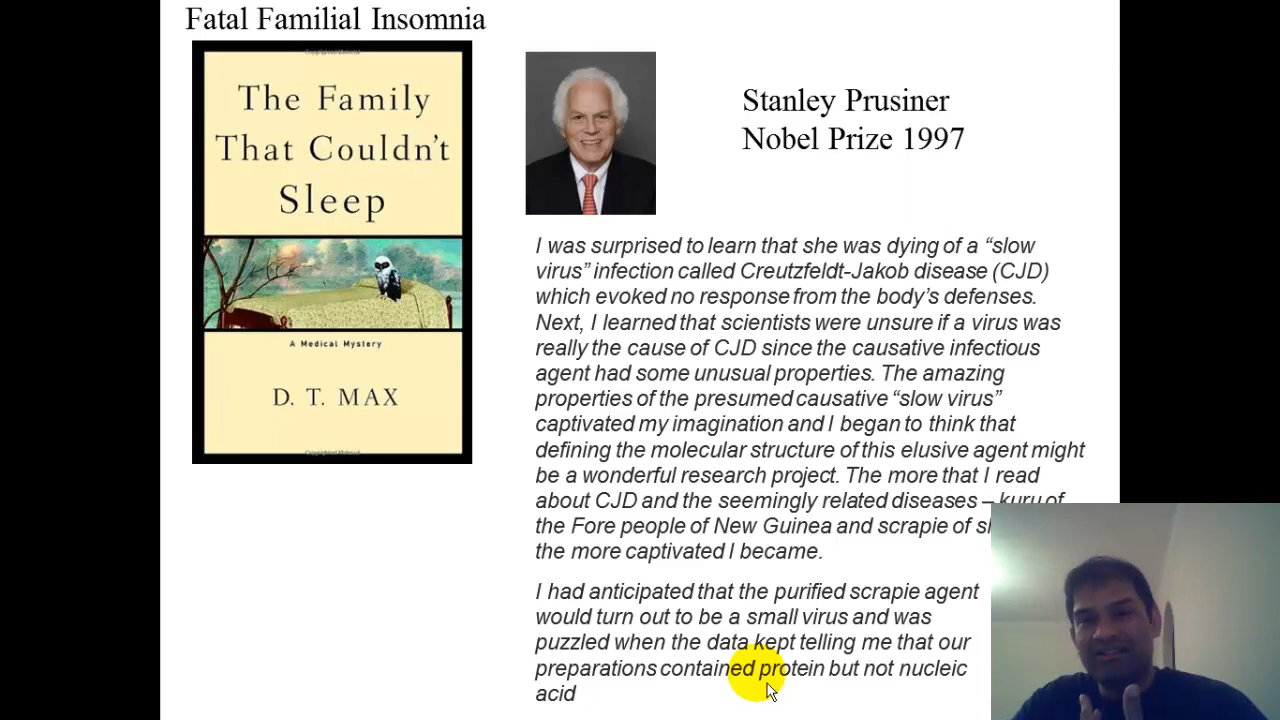 Fatal Familial Insomnia
The Family
That Couldn't
Sleep
A Medical Mystery
D. T. MAX
Stanley Prusiner
Nobel Prize 1997
I was surprised to learn that she was dying of a “slow
virus” infection called Creutzfeldt-Jakob disease (CJD)
which evoked no response from the body’s defenses.
Next, I learned that scientists were unsure if a virus was
really the cause of CJD since the causative infectious
agent had some unusual properties. The amazing
properties of the presumed causative “slow virus”
captivated my imagination and I began to think that
defining the molecular structure of this elusive agent might
be a wonderful research project. The more that I read
about CJD and the seemingly related diseases – kuru of
the Fore people of New Guinea and scrapie of
the more captivated I became.
I had anticipated that the purified scrapie agent
would turn out to be a small virus and was
puzzled when the data kept telling me that our
preparations contained protein but not nucleic
acid